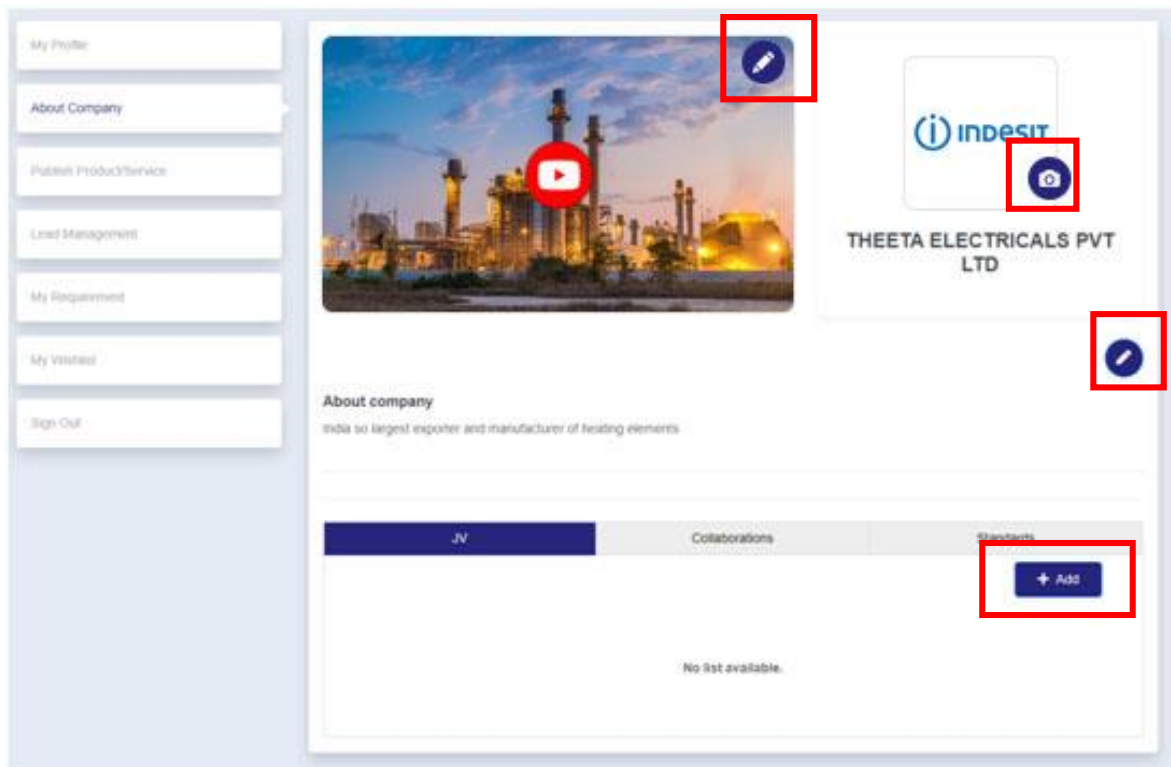 My Profile
About Company
Publish Product/Service
Lead Management
My Requirement
My Wishlist
Sign Out
i INDESIT
THEETA ELECTRICALS PVT
LTD
About company
India so largest exporter and manufacturer of heating elements
JV
Collaborations
Standards
+ Add
No list available.